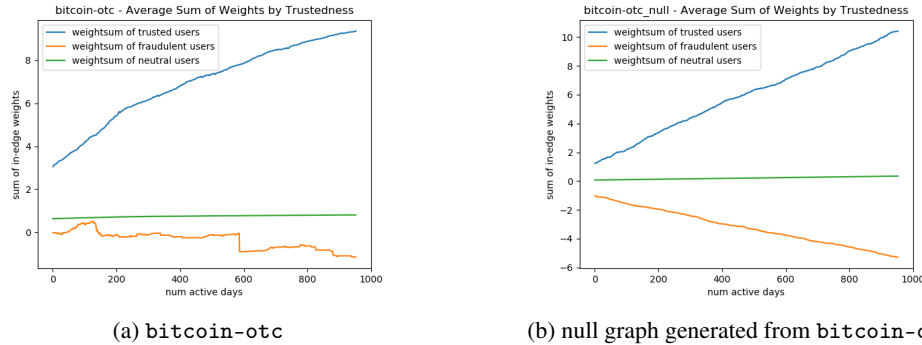 bitcoin-otc - Average Sum of Weights by Trustedness
weightsum of trusted users
weightsum of fraudulent users
weightsum of neutral users
sum of in-edge weights
8
6
4
2
0
0 200 400 600 800 1000
num active days
(a) bitcoin-otc
bitcoin-otc_null - Average Sum of Weights by Trustedness
weightsum of trusted users
weightsum of fraudulent users
weightsum of neutral users
sum of in-edge weights
10
8
6
4
2
0
−2
−4
−6
0 200 400 600 800 1000
num active days
(b) null graph generated from